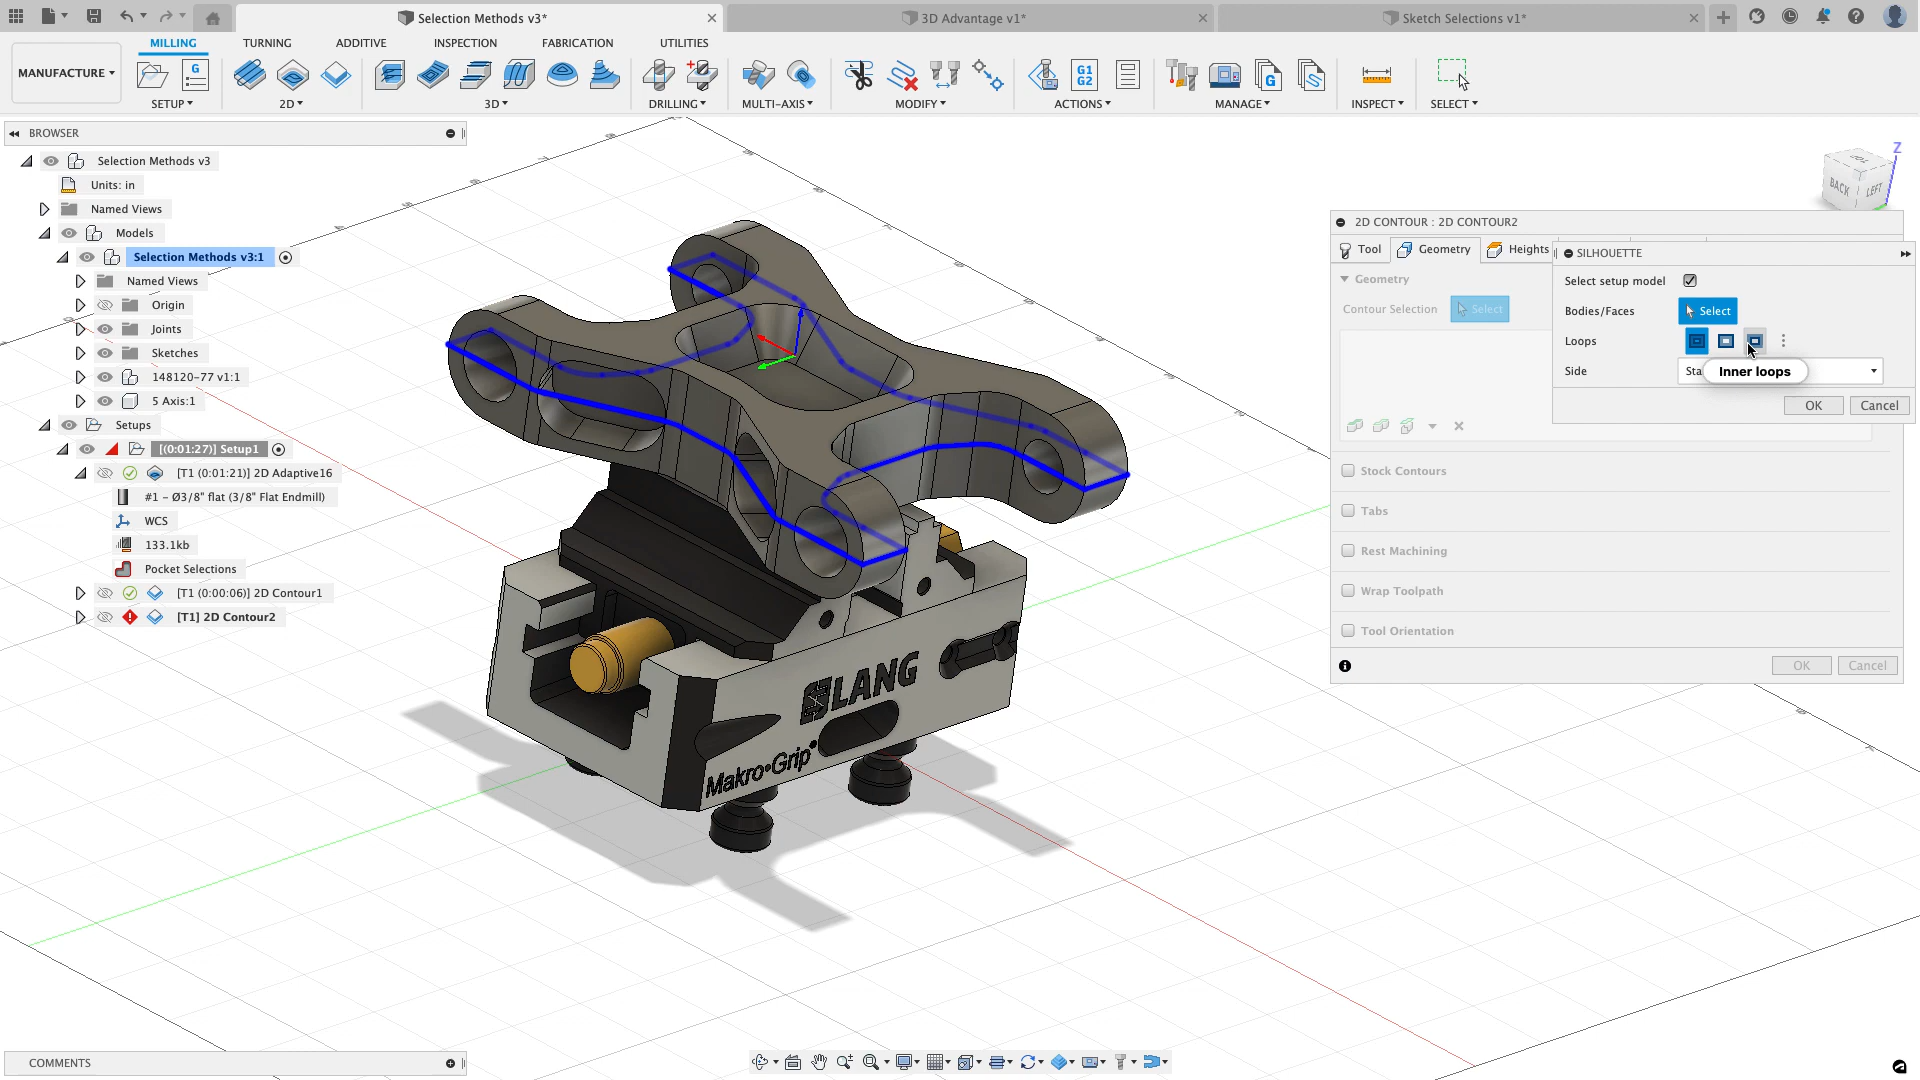 Selection Methods v3*
3D Advantage v1*
Sketch Selections v1*
MILLING TURNING ADDITIVE INSPECTION FABRICATION UTILITIES
MANUFACTURE
G
G1
G2
G
SETUP 2D 3D DRILLING MULTI-AXIS MODIFY ACTIONS MANAGE INSPECT SELECT
BROWSER
Selection Methods v3
Units: in
Named Views
Models
Selection Methods v3:1
Named Views
Origin
Joints
Sketches
148120-77 v1:1
5 Axis:1
Setups
[(0:01:27)] Setup1
[T1 (0:01:21)] 2D Adaptive16
#1 - Ø3/8" flat (3/8" Flat Endmill)
WCS
133.1kb
Pocket Selections
[T1 (0:00:06)] 2D Contour1
[T1] 2D Contour2
LANG
Makro•Grip®
Z
TOP
BACK
LEFT
2D CONTOUR : 2D CONTOUR2
Tool Geometry Heights
Geometry
Contour Selection Select
Stock Contours
Tabs
Rest Machining
Wrap Toolpath
Tool Orientation
OK Cancel
SILHOUETTE
Select setup model
Bodies/Faces Select
Loops
Side Sta
Inner loops
OK Cancel
COMMENTS